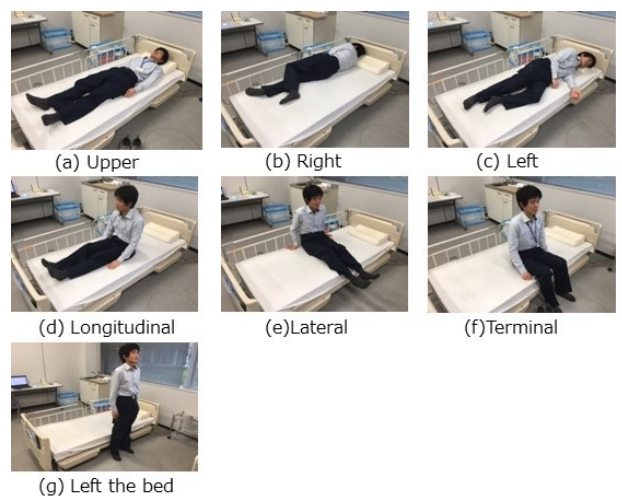 (a) Upper
(b) Right
(c) Left
(d) Longitudinal
(e)Lateral
(f)Terminal
(g) Left the bed